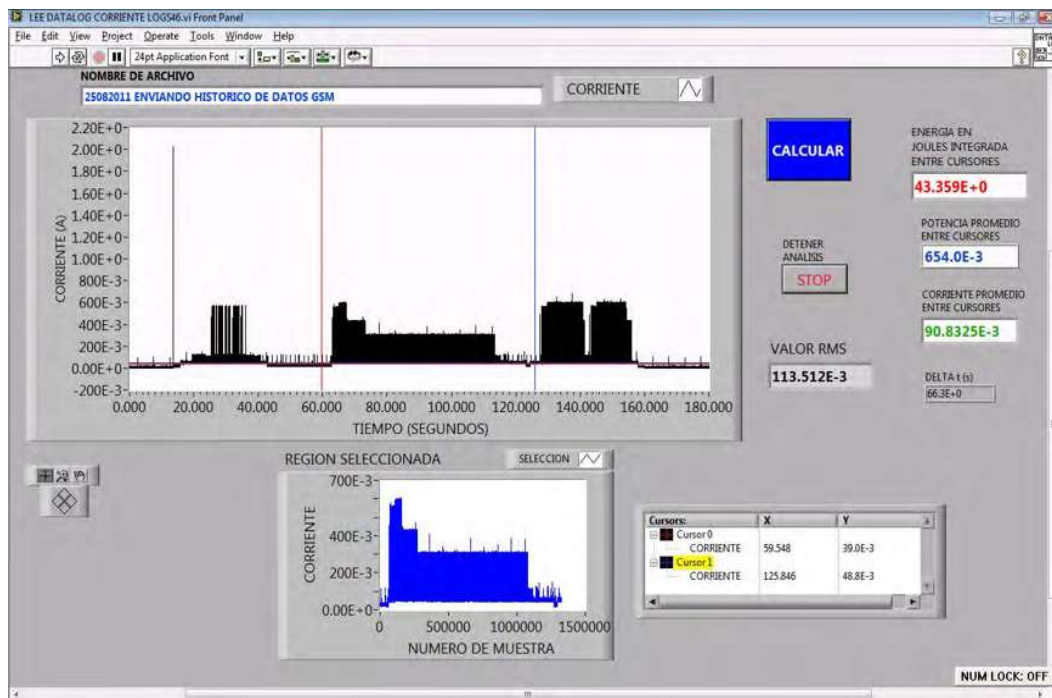 LEE DATALOG CORRIENTE LOGS46.vi Front Panel
File Edit View Project Operate Tools Window Help
24pt Application Font
NOMBRE DE ARCHIVO
25082011 ENVIANDO HISTORICO DE DATOS GSM
CORRIENTE
CORRIENTE (A)
2.20E+0
2.00E+0
1.80E+0
1.60E+0
1.40E+0
1.20E+0
1.00E+0
800E-3
600E-3
400E-3
200E-3
0.00E+0
-200E-3
0.000 20.000 40.000 60.000 80.000 100.000 120.000 140.000 160.000 180.000
TIEMPO (SEGUNDOS)
CALCULAR
DETENER
ANALISIS
STOP
VALOR RMS
113.512E-3
ENERGIA EN
JOULES INTEGRADA
ENTRE CURSORES
43.359E+0
POTENCIA PROMEDIO
ENTRE CURSORES
654.0E-3
CORRIENTE PROMEDIO
ENTRE CURSORES
90.8325E-3
DELTA t (s)
66.3E+0
REGION SELECCIONADA
SELECCION
CORRIENTE
700E-3
400E-3
200E-3
0.00E+0
0 500000 1000000 1500000
NUMERO DE MUESTRA
Cursors: X Y
Cursor 0
CORRIENTE 59.548 39.0E-3
Cursor 1
CORRIENTE 125.846 48.8E-3
NUM LOCK: OFF